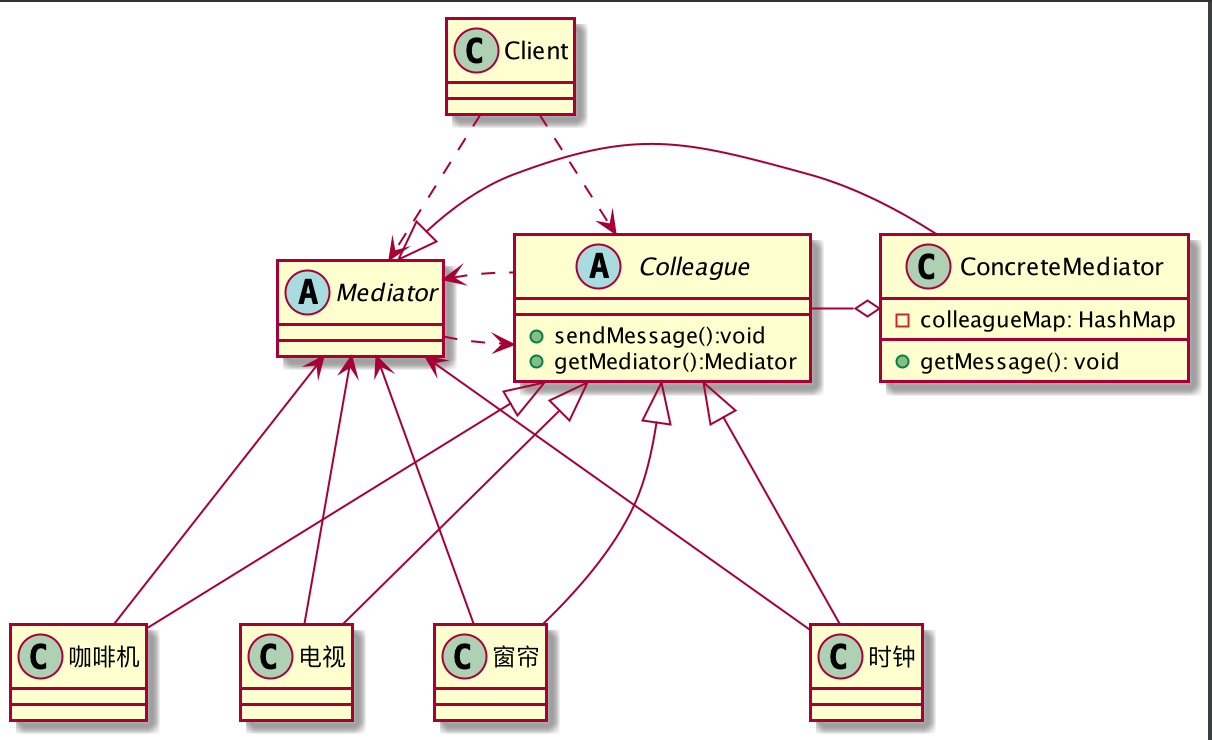 C Client
A Mediator
A Colleague
sendMessage():void
getMediator():Mediator
C ConcreteMediator
colleagueMap: HashMap
getMessage(): void
C 咖啡机
C 电视
C 窗帘
C 时钟